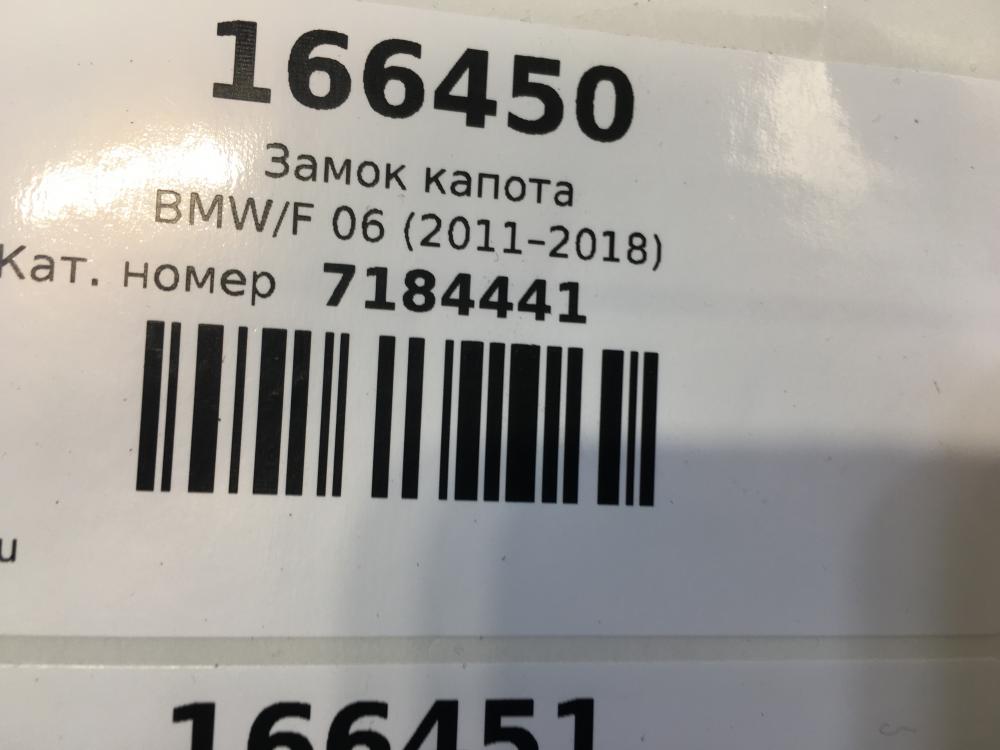 166450
Замок капота
BMW/F 06 (2011–2018)
Кат. номер 7184441
u
166451